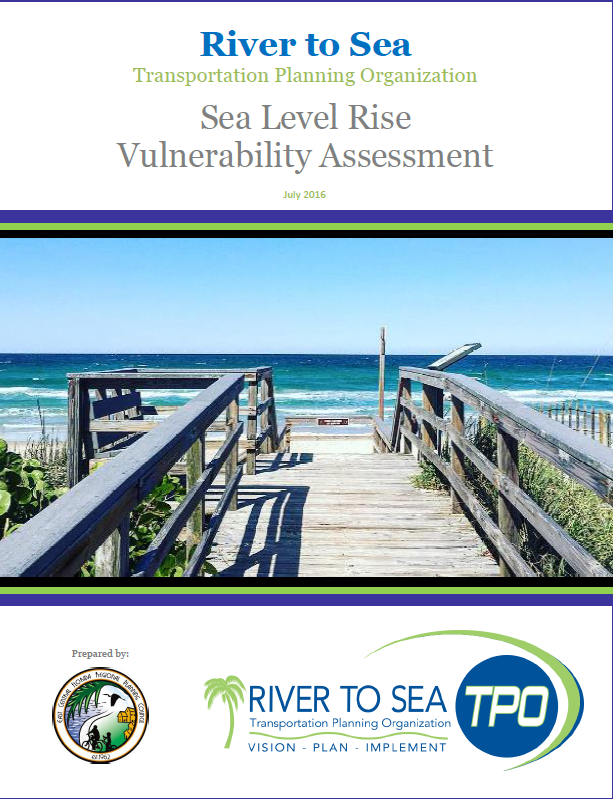 River to Sea
Transportation Planning Organization
Sea Level Rise
Vulnerability Assessment
July 2016
Prepared by:
EAST CENTRAL FLORIDA REGIONAL PLANNING COUNCIL
est 1962
RIVER TO SEA
Transportation Planning Organization
VISION - PLAN - IMPLEMENT
TPO